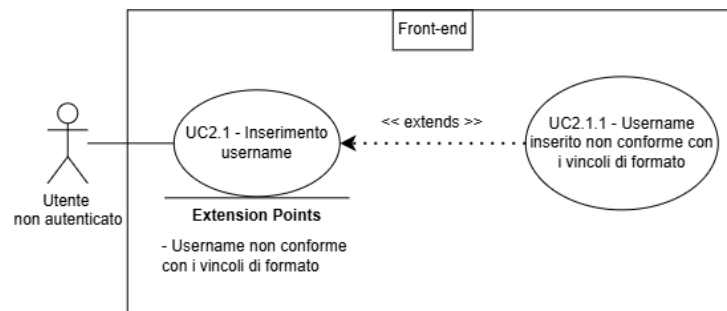 Front-end
UC2.1 - Inserimento
username
<< extends >>
UC2.1.1 - Username
inserito non conforme con
i vincoli di formato
Utente
non autenticato
Extension Points
- Username non conforme
con i vincoli di formato